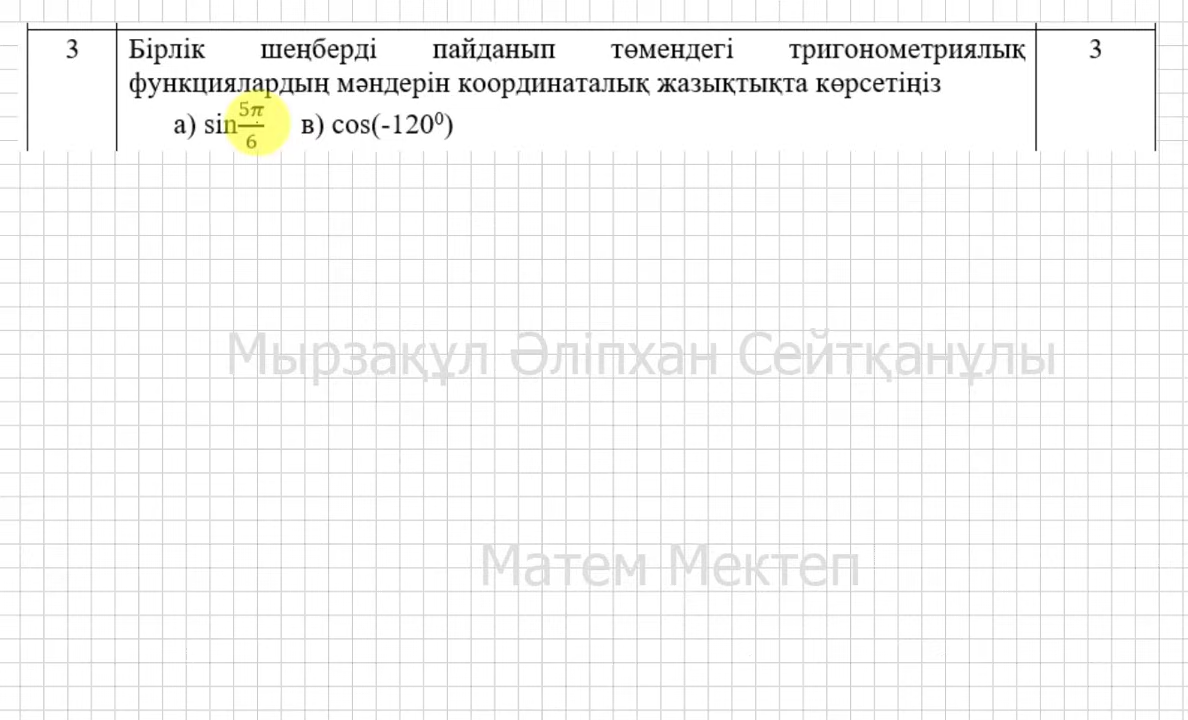 3 Бірлік шеңберді пайданып төмендегі тригонометриялық 3
функциялардың мәндерін координаталық жазықтықта көрсетіңіз
а) sin 5π/6 в) cos(-120⁰)
Мырзақұл Әліпхан Сейтқанұлы
Матем Мектеп